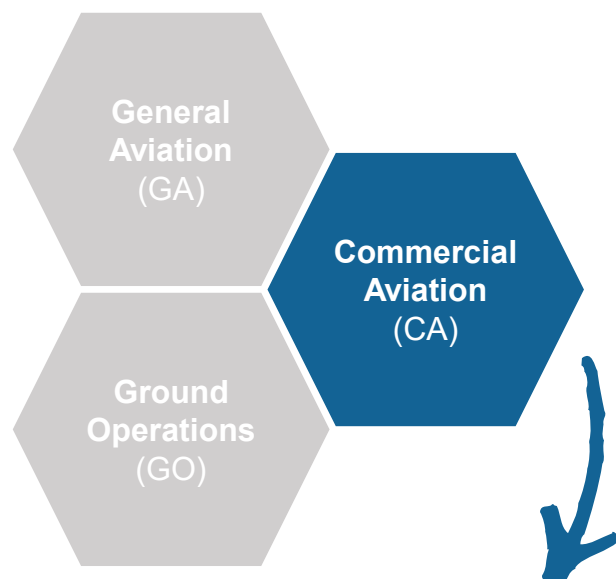 General
Aviation
(GA)
Commercial
Aviation
(CA)
Ground
Operations
(GO)